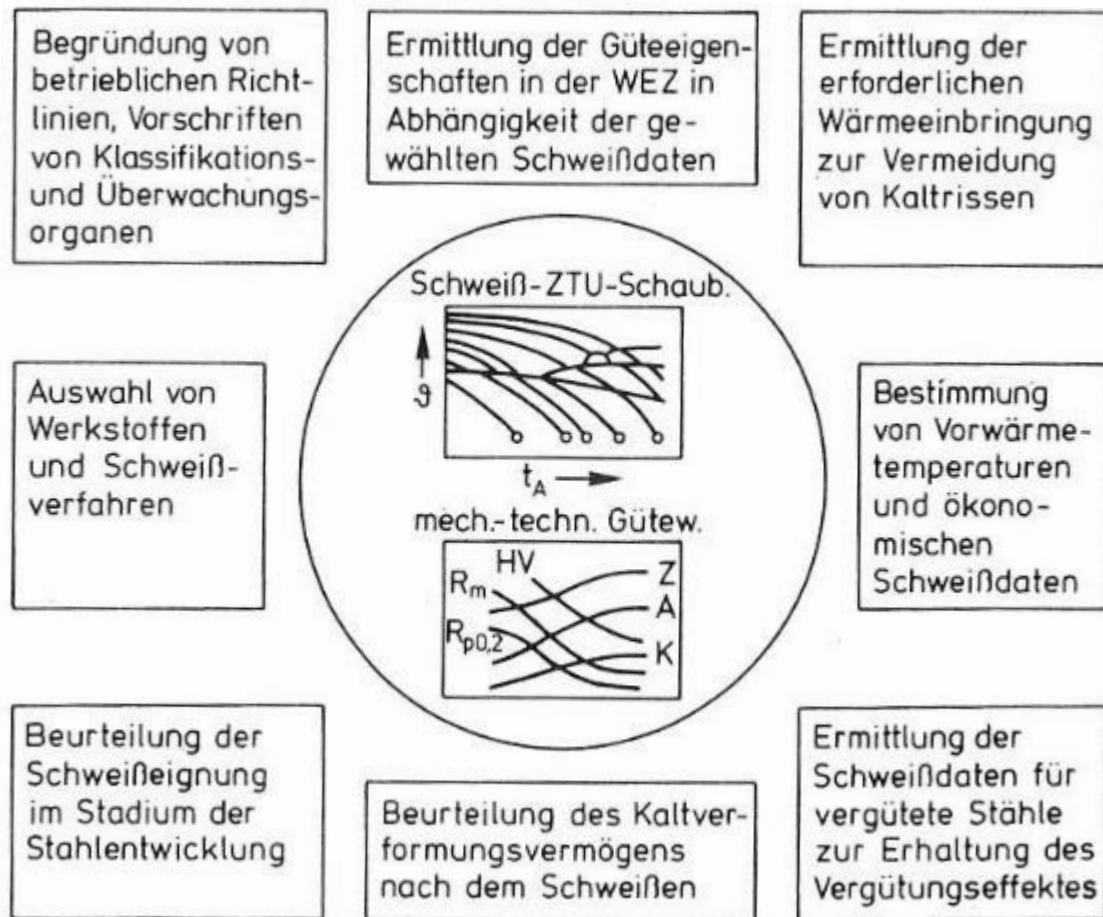 Begründung von
betrieblichen Richt-
linien, Vorschriften
von Klassifikations-
und Überwachungs-
organen
Ermittlung der Güteeigen-
schaften in der WEZ in
Abhängigkeit der ge-
wählten Schweißdaten
Ermittlung der
erforderlichen
Wärmeeinbringung
zur Vermeidung
von Kaltrissen
Auswahl von
Werkstoffen
und Schweiß-
verfahren
Schweiß-ZTU-Schaub.
ϑ
t_A
mech.-techn. Gütew.
HV
R_m
R_p0,2
Z
A
K
Bestimmung
von Vorwärme-
temperaturen
und ökono-
mischen
Schweißdaten
Beurteilung der
Schweißeignung
im Stadium der
Stahlentwicklung
Beurteilung des Kaltver-
formungsvermögens
nach dem Schweißen
Ermittlung der
Schweißdaten für
vergütete Stähle
zur Erhaltung des
Vergütungseffektes